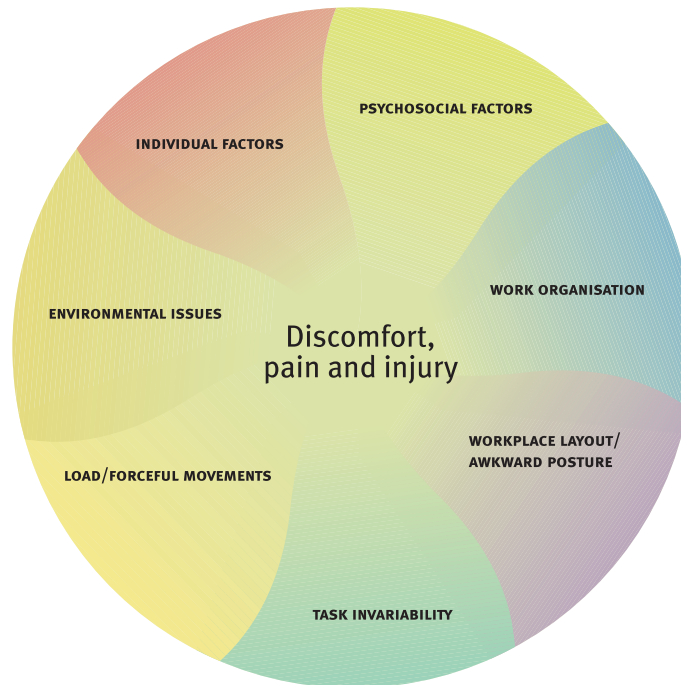 PSYCHOSOCIAL FACTORS
INDIVIDUAL FACTORS
WORK ORGANISATION
ENVIRONMENTAL ISSUES
Discomfort,
pain and injury
WORKPLACE LAYOUT/
AWKWARD POSTURE
LOAD/FORCEFUL MOVEMENTS
TASK INVARIABILITY